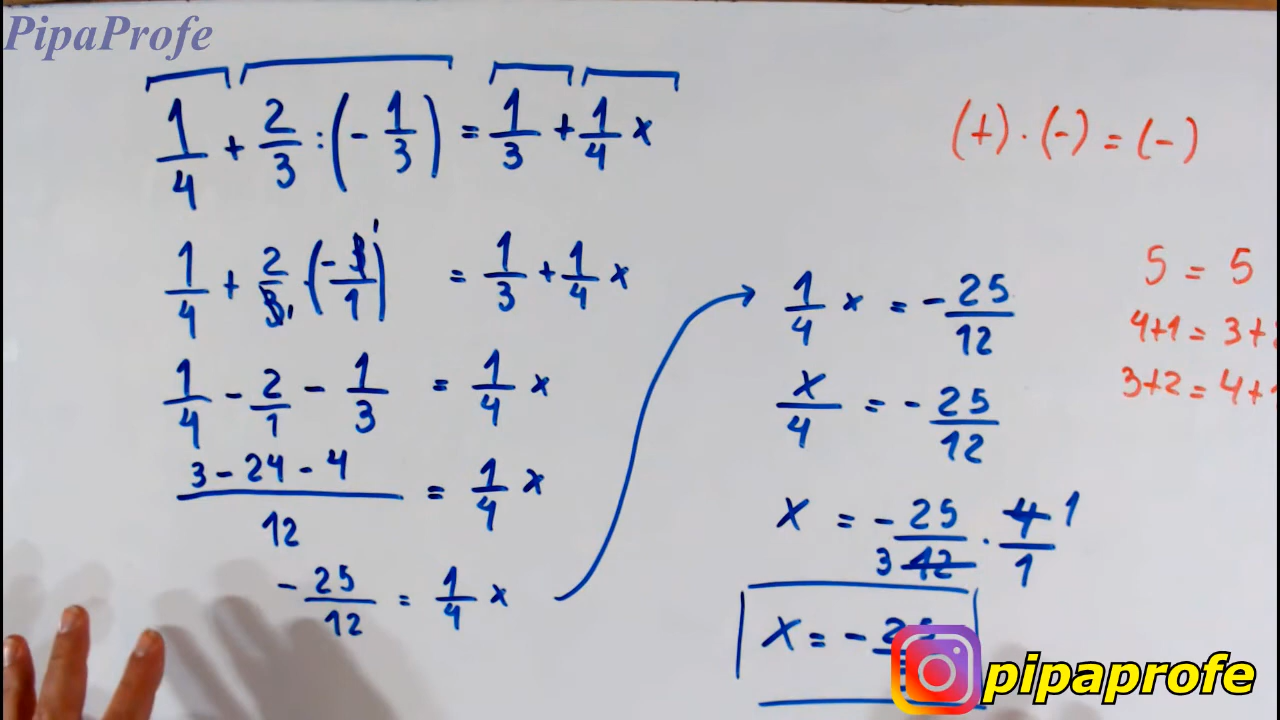 PipaProfe
1/4 + 2/3 : (- 1/3) = 1/3 + 1/4 x
1/4 + 2/3 · (- 3/1) = 1/3 + 1/4 x
1/4 - 2/1 - 1/3 = 1/4 x
(3 - 24 - 4)/12 = 1/4 x
- 25/12 = 1/4 x
1/4 x = - 25/12
x/4 = - 25/12
x = - 25/12 · 4/1
3 1
x = - 25
(+) · (-) = (-)
5 = 5
4+1 = 3+
3+2 = 4+
pipaprofe